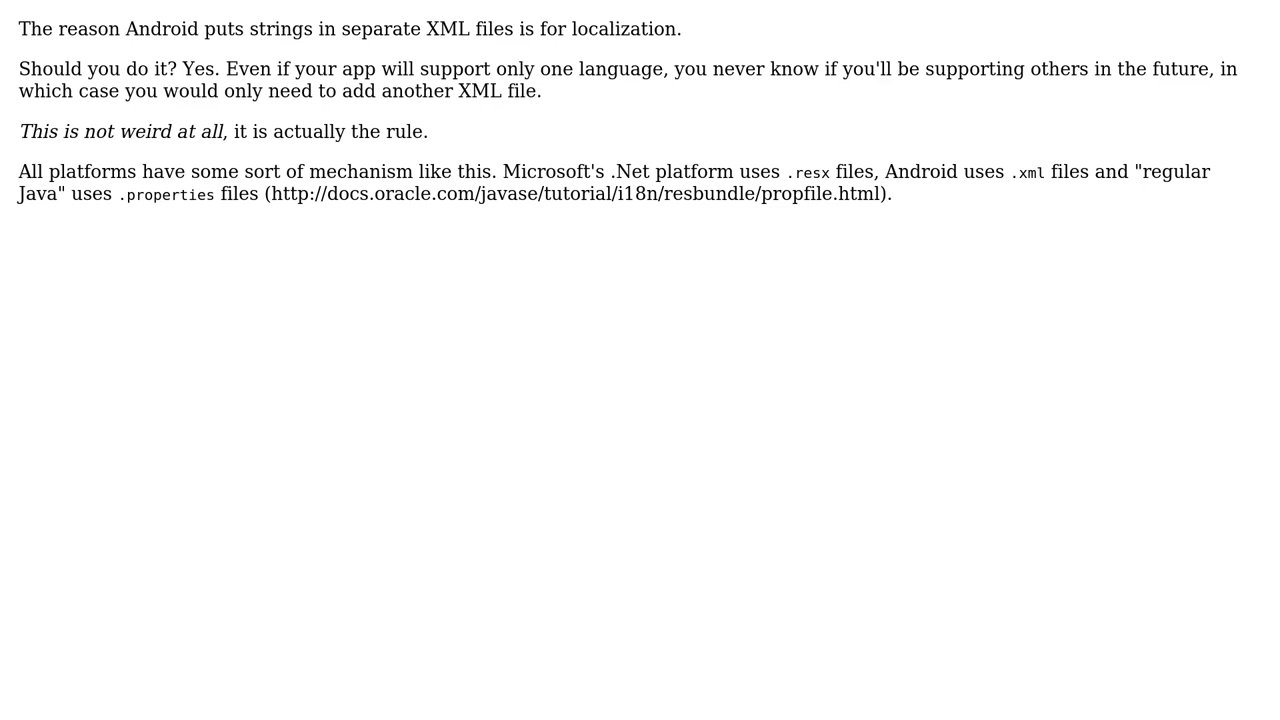 The reason Android puts strings in separate XML files is for localization.
Should you do it? Yes. Even if your app will support only one language, you never know if you'll be supporting others in the future, in
which case you would only need to add another XML file.
This is not weird at all, it is actually the rule.
All platforms have some sort of mechanism like this. Microsoft's .Net platform uses .resx files, Android uses .xml files and "regular
Java" uses .properties files (http://docs.oracle.com/javase/tutorial/i18n/resbundle/propfile.html).